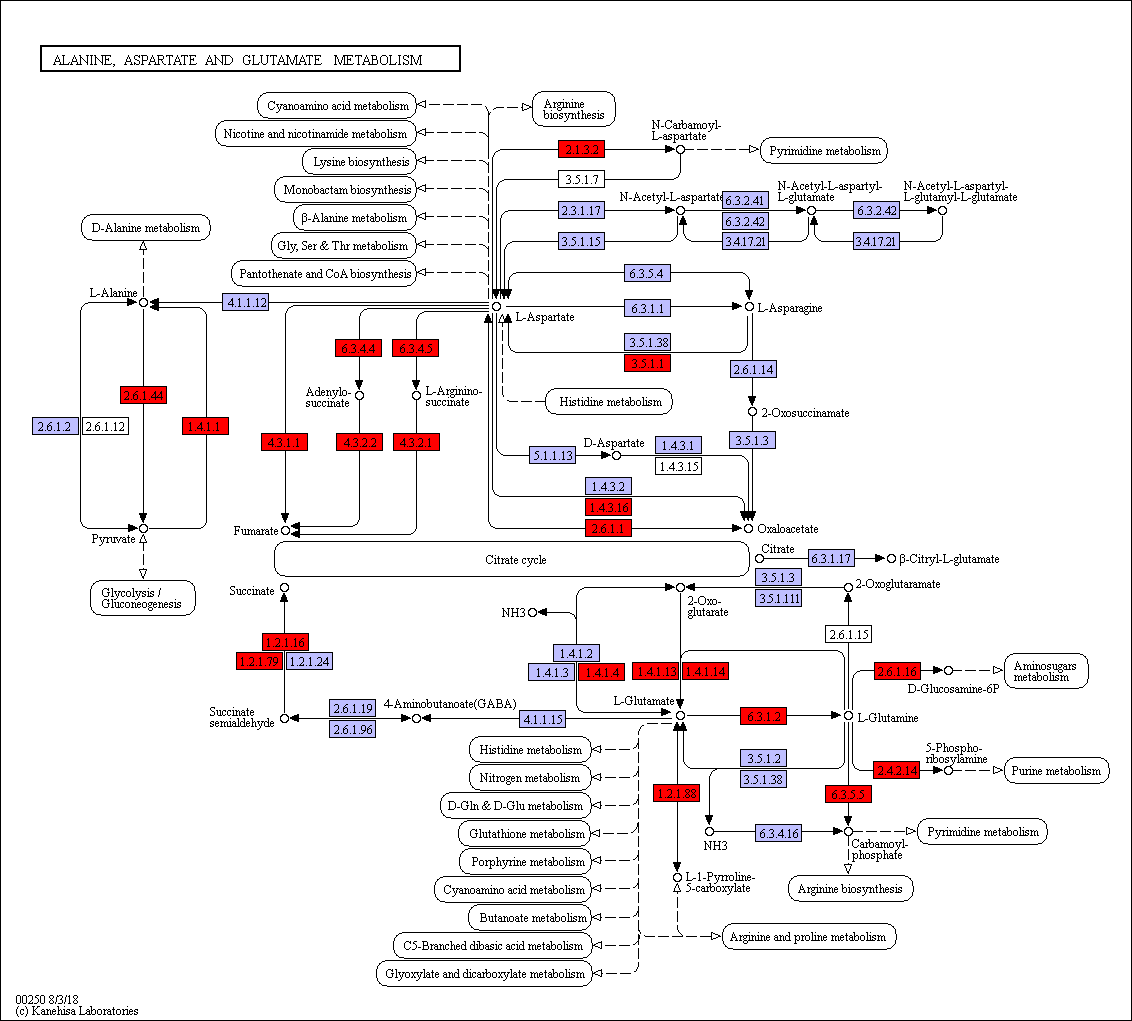 ALANINE, ASPARTATE AND GLUTAMATE METABOLISM
Cyanoamino acid metabolism
Arginine
biosynthesis
Nicotine and nicotinamide metabolism
N-Carbamoyl-
L-aspartate
2.1.3.2
Pyrimidine metabolism
Lysine biosynthesis
3.5.1.7
Monobactam biosynthesis
N-Acetyl-L-aspartate
6.3.2.41
N-Acetyl-L-aspartyl-
L-glutamate
N-Acetyl-L-aspartyl-
L-glutamyl-L-glutamate
2.3.1.17
6.3.2.42
6.3.2.42
β-Alanine metabolism
D-Alanine metabolism
Gly, Ser & Thr metabolism
3.5.1.15
3.4.17.21
3.4.17.21
Pantothenate and CoA biosynthesis
6.3.5.4
L-Alanine
4.1.1.12
L-Aspartate
6.3.1.1
L-Asparagine
6.3.4.4
6.3.4.5
3.5.1.38
3.5.1.1
2.6.1.14
2.6.1.44
Adenylo-
succinate
L-Arginino-
succinate
Histidine metabolism
2-Oxosuccinamate
2.6.1.2
2.6.1.12
1.4.1.1
4.3.1.1
4.3.2.2
4.3.2.1
D-Aspartate
1.4.3.1
3.5.1.3
5.1.1.13
1.4.3.15
1.4.3.2
1.4.3.16
2.6.1.1
Pyruvate
Fumarate
Oxaloacetate
Citrate cycle
Citrate
6.3.1.17
β-Citryl-L-glutamate
Glycolysis /
Gluconeogenesis
Succinate
3.5.1.3
3.5.1.111
2-Oxoglutaramate
NH3
2-Oxo-
glutarate
1.2.1.16
1.2.1.79
1.2.1.24
1.4.1.2
1.4.1.3
1.4.1.4
1.4.1.13
1.4.1.14
2.6.1.15
2.6.1.16
Aminosugars
metabolism
D-Glucosamine-6P
Succinate
semialdehyde
2.6.1.19
2.6.1.96
4-Aminobutanoate(GABA)
4.1.1.15
L-Glutamate
6.3.1.2
L-Glutamine
Histidine metabolism
3.5.1.2
3.5.1.38
5-Phospho-
ribosylamine
2.4.2.14
Purine metabolism
Nitrogen metabolism
D-Gln & D-Glu metabolism
1.2.1.88
6.3.5.5
Glutathione metabolism
NH3
6.3.4.16
Carbamoyl-
phosphate
Pyrimidine metabolism
Porphyrine metabolism
Cyanoamino acid metabolism
L-1-Pyrroline-
5-carboxylate
Arginine biosynthesis
Butanoate metabolism
C5-Branched dibasic acid metabolism
Arginine and proline metabolism
Glyoxylate and dicarboxylate metabolism
00250 8/3/18
(c) Kanehisa Laboratories